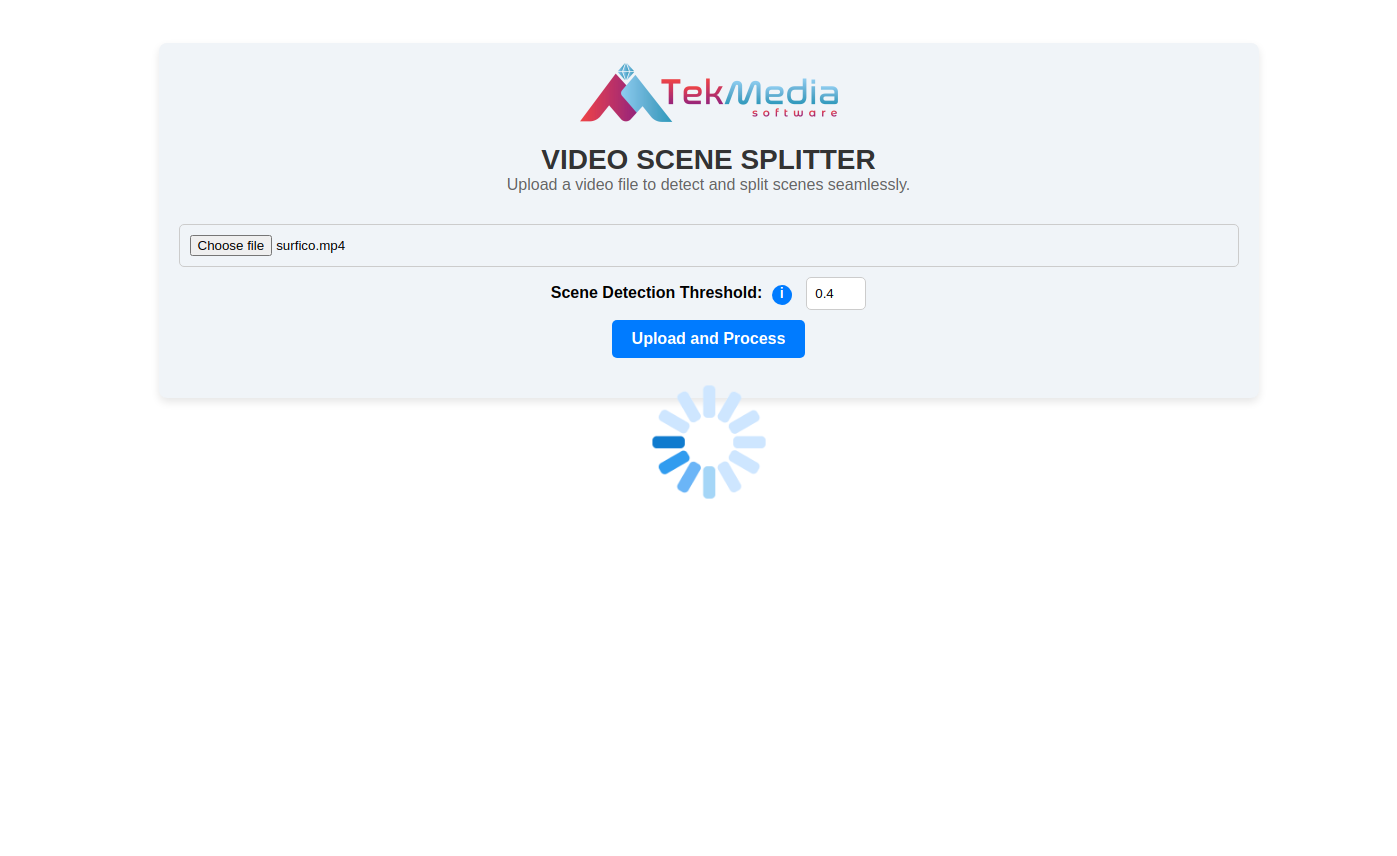 TekMedia
software
VIDEO SCENE SPLITTER
Upload a video file to detect and split scenes seamlessly.
Choose file surfico.mp4
Scene Detection Threshold: i 0.4
Upload and Process